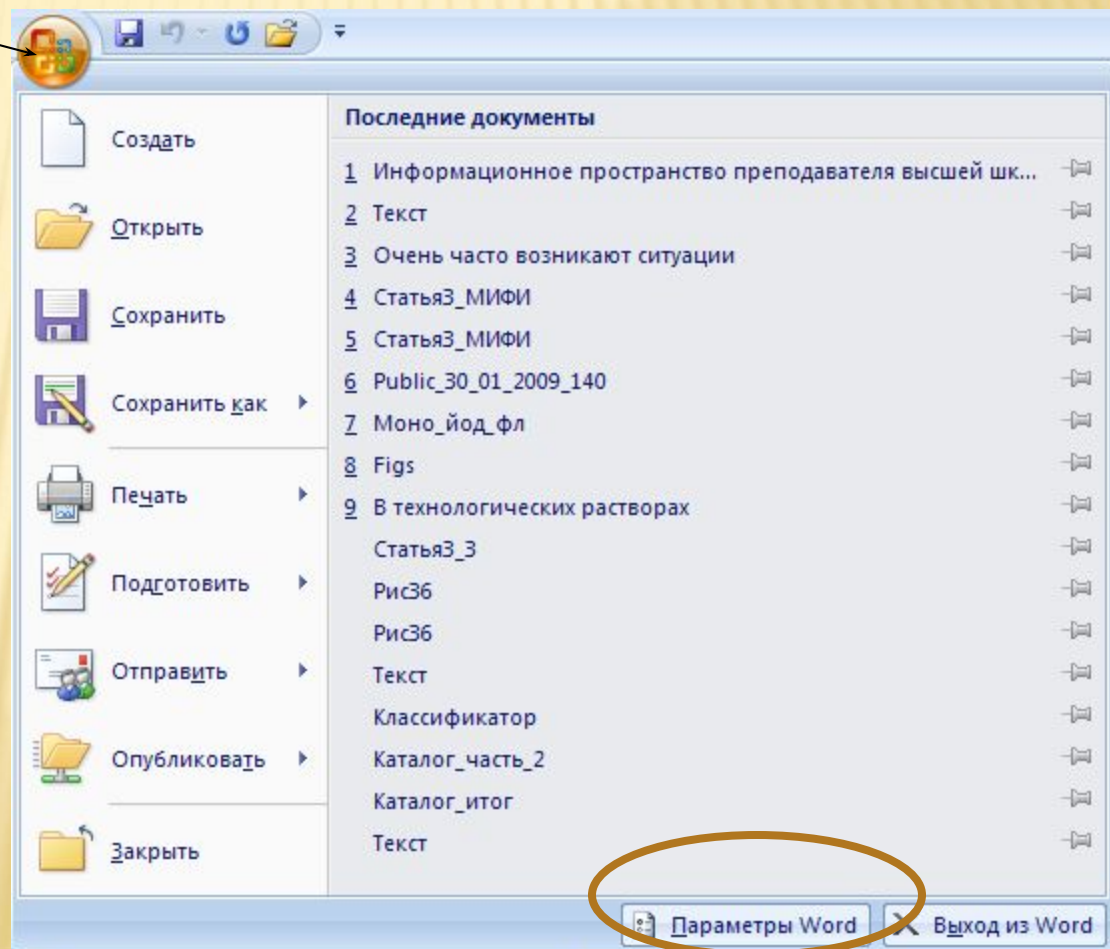 Создать
Открыть
Сохранить
Сохранить как
Печать
Подготовить
Отправить
Опубликовать
Закрыть
Последние документы
1 Информационное пространство преподавателя высшей шк...
2 Текст
3 Очень часто возникают ситуации
4 Статья3_МИФИ
5 Статья3_МИФИ
6 Public_30_01_2009_140
7 Моно_йод_фл
8 Figs
9 В технологических растворах
Статья3_3
Рис36
Рис36
Текст
Классификатор
Каталог_часть_2
Каталог_итог
Текст
Параметры Word
Выход из Word